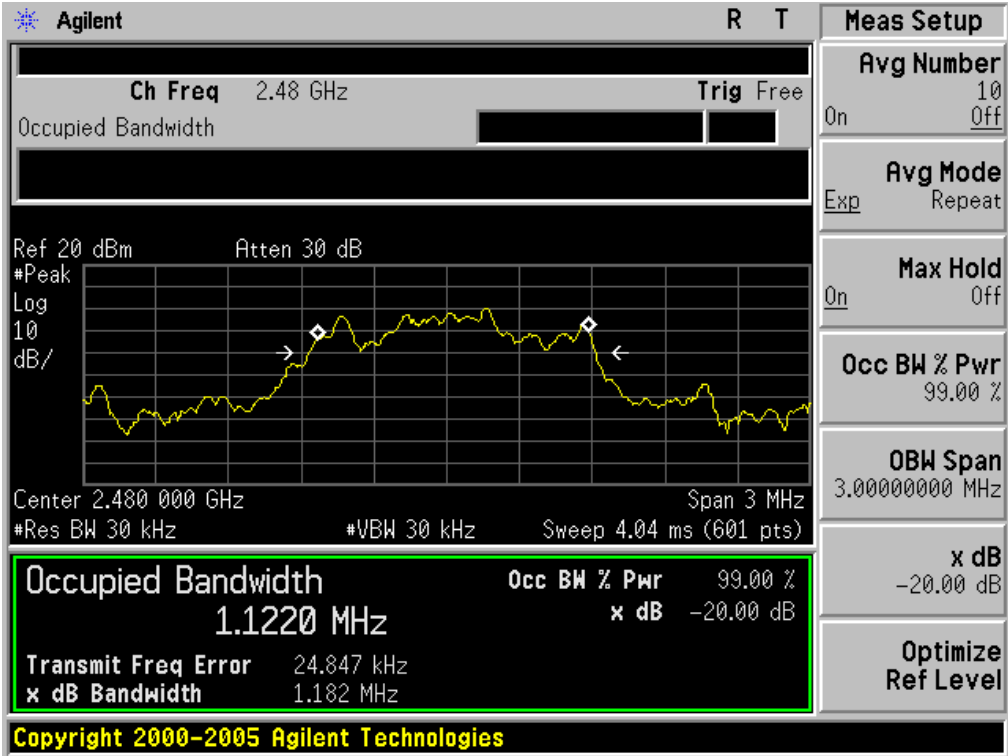 Agilent R T
Ch Freq 2.48 GHz Trig Free
Occupied Bandwidth
Ref 20 dBm Atten 30 dB
#Peak
Log
10
dB/
Center 2.480 000 GHz Span 3 MHz
#Res BW 30 kHz #VBW 30 kHz Sweep 4.04 ms (601 pts)
Occupied Bandwidth
1.1220 MHz
Occ BW % Pwr 99.00 %
x dB -20.00 dB
Transmit Freq Error 24.847 kHz
x dB Bandwidth 1.182 MHz
Meas Setup
Avg Number
10
On Off
Avg Mode
Exp Repeat
Max Hold
On Off
Occ BW % Pwr
99.00 %
OBW Span
3.00000000 MHz
x dB
-20.00 dB
Optimize
Ref Level
Copyright 2000-2005 Agilent Technologies